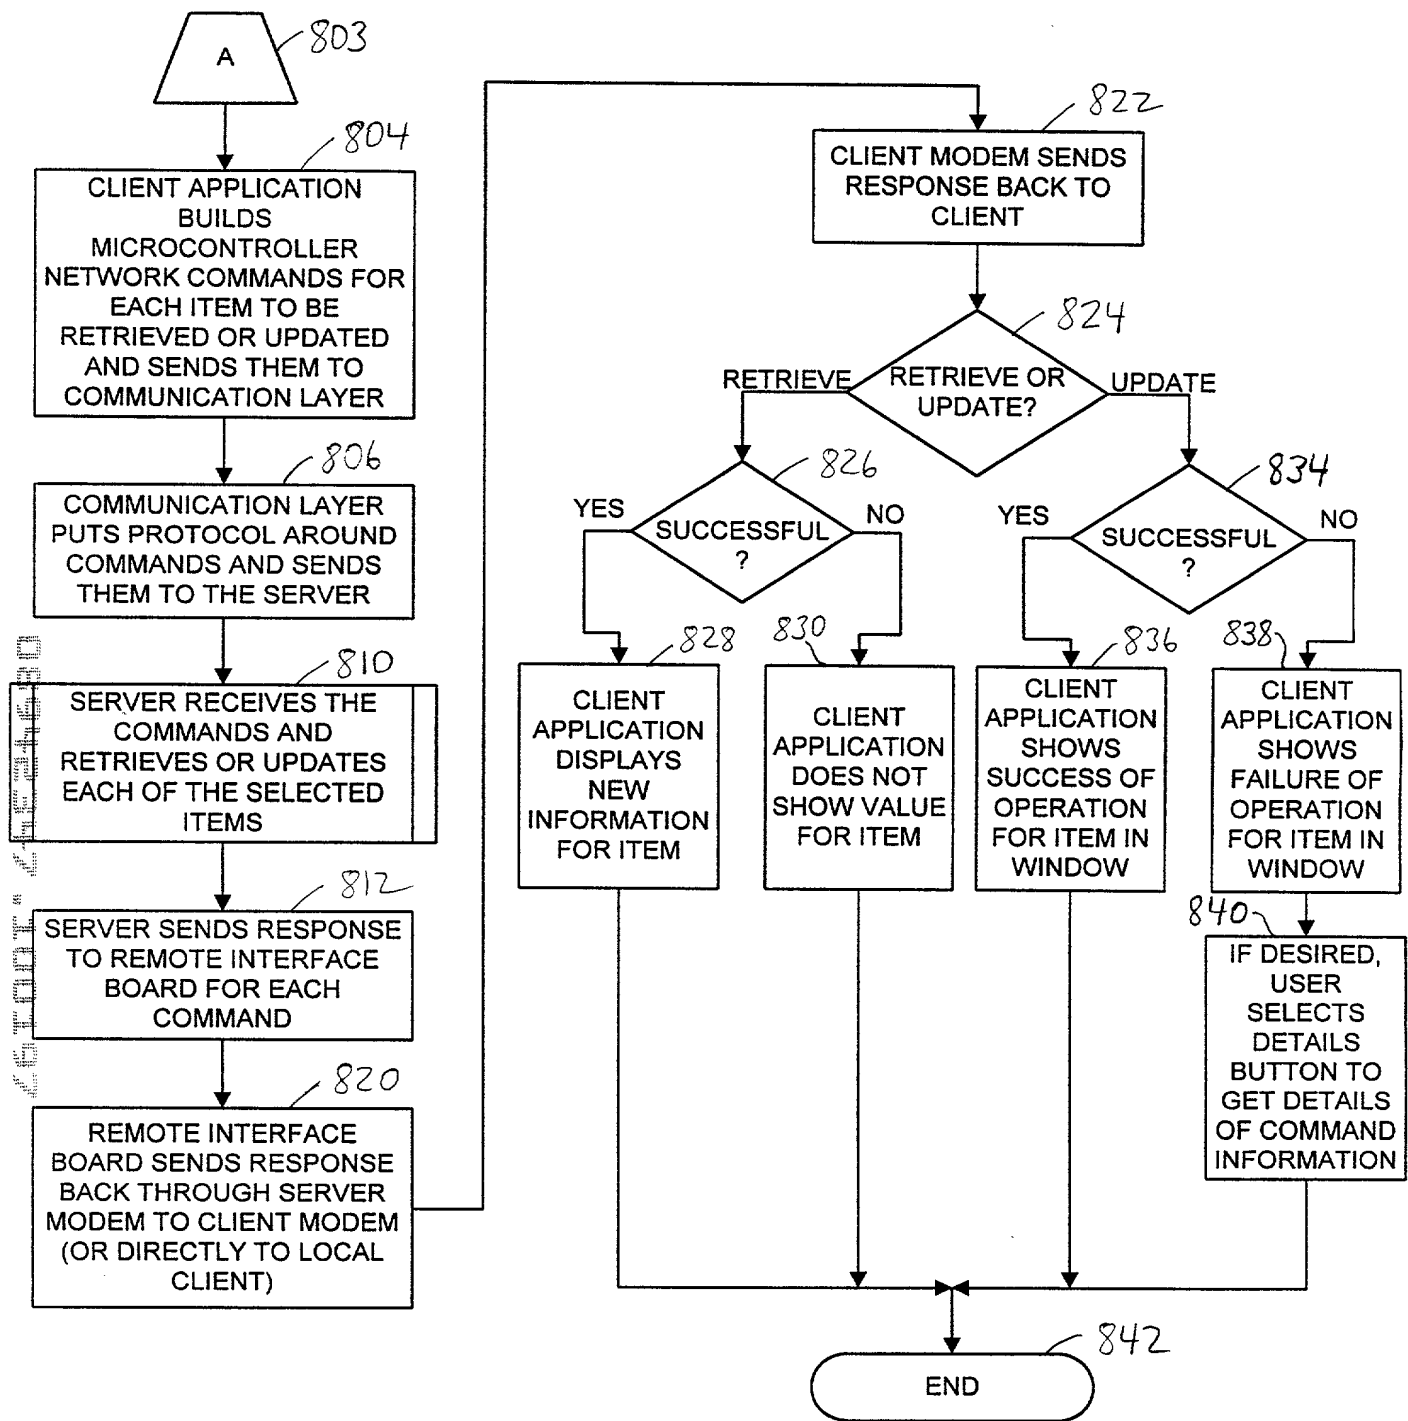 A
803
804
CLIENT APPLICATION
BUILDS
MICROCONTROLLER
NETWORK COMMANDS FOR
EACH ITEM TO BE
RETRIEVED OR UPDATED
AND SENDS THEM TO
COMMUNICATION LAYER
806
COMMUNICATION LAYER
PUTS PROTOCOL AROUND
COMMANDS AND SENDS
THEM TO THE SERVER
810
SERVER RECEIVES THE
COMMANDS AND
RETRIEVES OR UPDATES
EACH OF THE SELECTED
ITEMS
812
SERVER SENDS RESPONSE
TO REMOTE INTERFACE
BOARD FOR EACH
COMMAND
820
REMOTE INTERFACE
BOARD SENDS RESPONSE
BACK THROUGH SERVER
MODEM TO CLIENT MODEM
(OR DIRECTLY TO LOCAL
CLIENT)
822
CLIENT MODEM SENDS
RESPONSE BACK TO
CLIENT
824
RETRIEVE
RETRIEVE OR
UPDATE?
UPDATE
826
YES
SUCCESSFUL
?
NO
834
YES
SUCCESSFUL
?
NO
828
CLIENT
APPLICATION
DISPLAYS
NEW
INFORMATION
FOR ITEM
830
CLIENT
APPLICATION
DOES NOT
SHOW VALUE
FOR ITEM
836
CLIENT
APPLICATION
SHOWS
SUCCESS OF
OPERATION
FOR ITEM IN
WINDOW
838
CLIENT
APPLICATION
SHOWS
FAILURE OF
OPERATION
FOR ITEM IN
WINDOW
840
IF DESIRED,
USER
SELECTS
DETAILS
BUTTON TO
GET DETAILS
OF COMMAND
INFORMATION
842
END